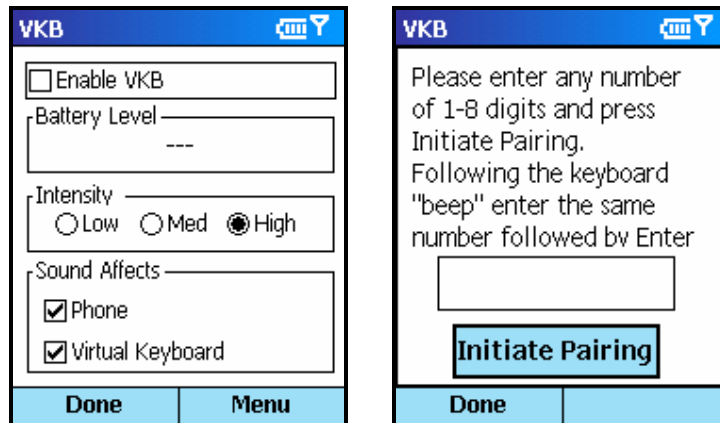 VKB
Enable VKB
Battery Level
---
Intensity
Low Med High
Sound Affects
Phone
Virtual Keyboard
Done Menu
VKB
Please enter any number
of 1-8 digits and press
Initiate Pairing.
Following the keyboard
"beep" enter the same
number followed by Enter
Initiate Pairing
Done